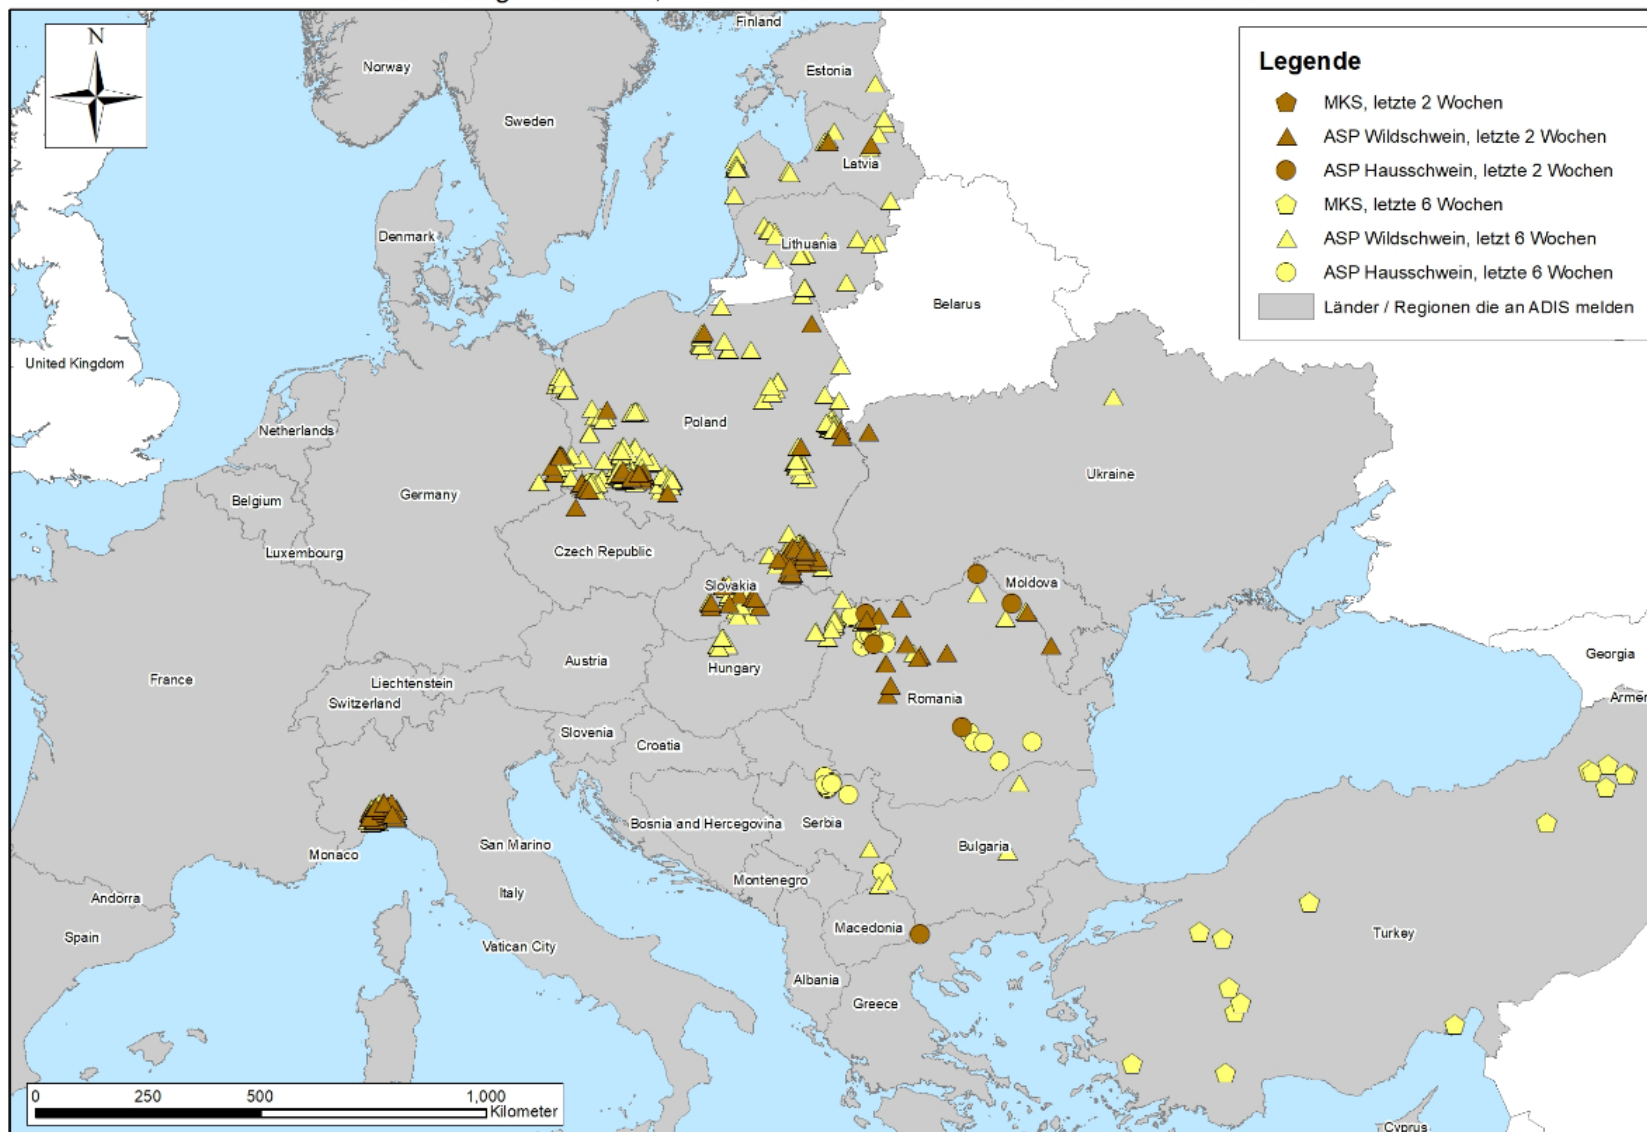 N
Legende
MKS, letzte 2 Wochen
ASP Wildschwein, letzte 2 Wochen
ASP Hausschwein, letzte 2 Wochen
MKS, letzte 6 Wochen
ASP Wildschwein, letzt 6 Wochen
ASP Hausschwein, letzte 6 Wochen
Länder / Regionen die an ADIS melden
Finland
Norway
Estonia
Sweden
Latvia
Denmark
Lithuania
Belarus
United Kingdom
Netherlands
Poland
Ukraine
Belgium
Germany
Luxembourg
Czech Republic
Slovakia
Moldova
Austria
Hungary
Georgia
France
Liechtenstein
Switzerland
Romania
Armer
Slovenia
Croatia
Bosnia and Hercegovina
Serbia
San Marino
Bulgaria
Monaco
Montenegro
Andorra
Italy
Macedonia
Spain
Vatican City
Turkey
Albania
Greece
0 250 500 1,000
Kilometer
Cyprus